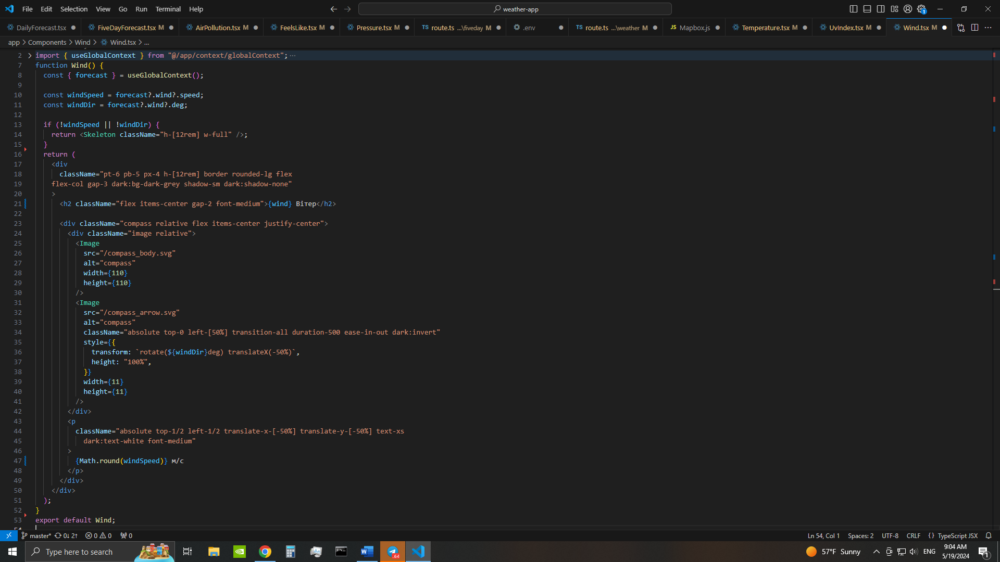 File Edit Selection View Go Run Terminal Help weather-app
DailyForecast.tsx FiveDayForecast.tsx M AirPollution.tsx M FeelsLike.tsx M Pressure.tsx M TS route.ts ...\fiveday M .env TS route.ts ...\weather M JS Mapbox.js Temperature.tsx M UvIndex.tsx M Wind.tsx M
app > Components > Wind > Wind.tsx > ...
2 import { useGlobalContext } from "@/app/context/globalContext"; ...
7 function Wind() {
8 const { forecast } = useGlobalContext();
9
10 const windSpeed = forecast?.wind?.speed;
11 const windDir = forecast?.wind?.deg;
12
13 if (!windSpeed || !windDir) {
14 return <Skeleton className="h-[12rem] w-full" />;
15 }
16 return (
17 <div
18 className="pt-6 pb-5 px-4 h-[12rem] border rounded-lg flex
19 flex-col gap-3 dark:bg-dark-grey shadow-sm dark:shadow-none"
20 >
21 <h2 className="flex items-center gap-2 font-medium">{wind} Вітер</h2>
22
23 <div className="compass relative flex items-center justify-center">
24 <div className="image relative">
25 <Image
26 src="/compass_body.svg"
27 alt="compass"
28 width={110}
29 height={110}
30 />
31 <Image
32 src="/compass_arrow.svg"
33 alt="compass"
34 className="absolute top-0 left-[50%] transition-all duration-500 ease-in-out dark:invert"
35 style={{
36 transform: `rotate(${windDir}deg) translateX(-50%)`,
37 height: "100%",
38 }}
39 width={11}
40 height={11}
41 />
42 </div>
43 <p
44 className="absolute top-1/2 left-1/2 translate-x-[-50%] translate-y-[-50%] text-xs
45 dark:text-white font-medium"
46 >
47 {Math.round(windSpeed)} м/с
48 </p>
49 </div>
50 </div>
51 );
52 }
53 export default Wind;
54
master* 0↓ 2↑ 0 0 0 Ln 54, Col 1 Spaces: 2 UTF-8 CRLF {} TypeScript JSX
Type here to search 57°F Sunny ENG 9:04 AM
5/19/2024